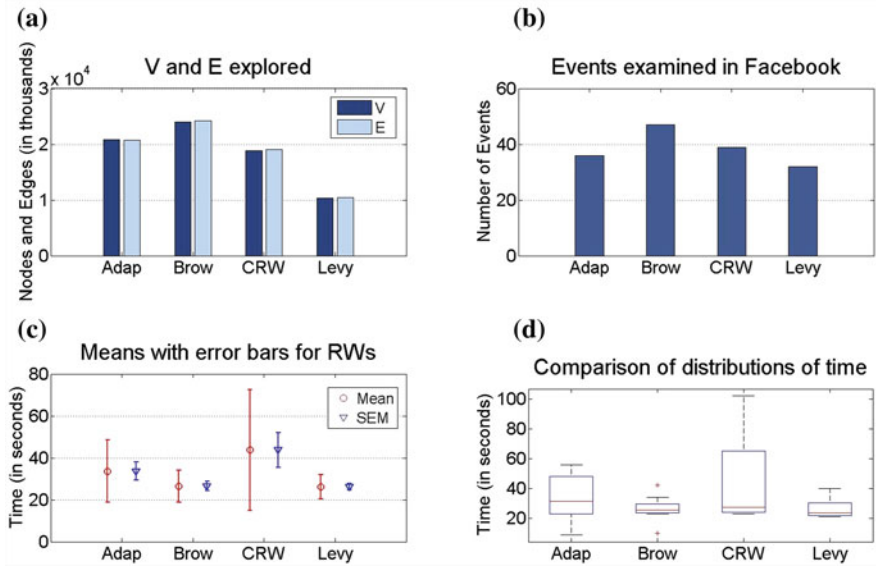 (a)
V and E explored
× 10^4
3
2
1
0
Nodes and Edges (in thousands)
V
E
Adap Brow CRW Levy
(b)
Events examined in Facebook
60
40
20
0
Number of Events
Adap Brow CRW Levy
(c)
Means with error bars for RWs
80
60
40
20
0
Time (in seconds)
Mean
SEM
Adap Brow CRW Levy
(d)
Comparison of distributions of time
100
80
60
40
20
Time (in seconds)
Adap Brow CRW Levy